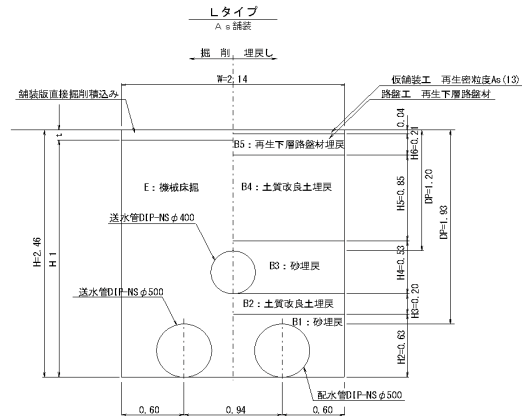 Lタイプ
As舗装
掘 削 埋戻し
W=2.14
仮舗装工 再生密粒度As(13)
舗装版直接掘削積込み
路盤工 再生下層路盤材
0.04
t
H6=0.21
B5：再生下層路盤材埋戻
E：機械床掘
B4：土質改良土埋戻
H5=0.85
DP=1.20
DP=1.93
送水管DIP-NSφ400
H=2.46
H1
B3：砂埋戻
H4=0.53
送水管DIP-NSφ500
B2：土質改良土埋戻
H3=0.20
B1：砂埋戻
H2=0.63
配水管DIP-NSφ500
0.60
0.94
0.60